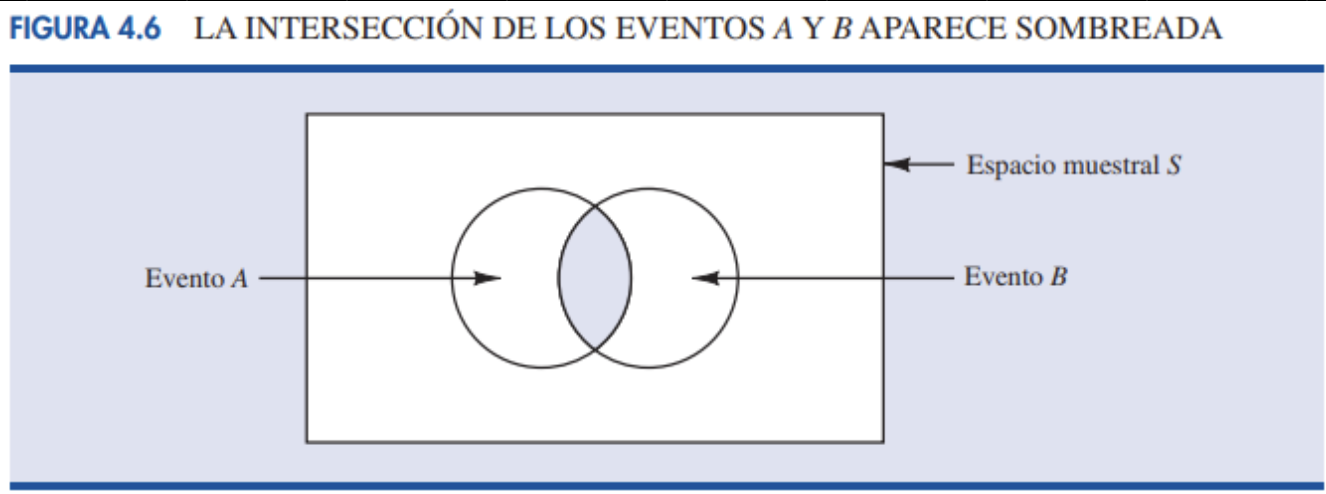 FIGURA 4.6 LA INTERSECCIÓN DE LOS EVENTOS A Y B APARECE SOMBREADA
Espacio muestral S
Evento A
Evento B